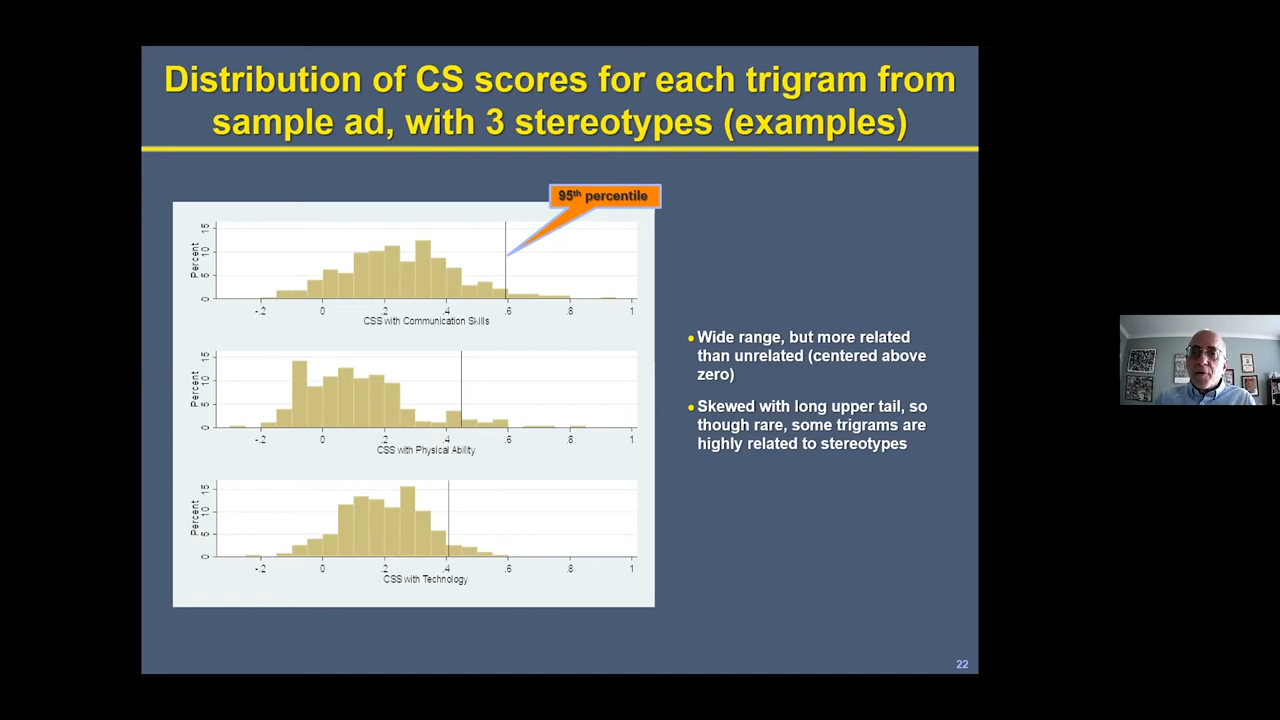 Distribution of CS scores for each trigram from
sample ad, with 3 stereotypes (examples)
95th percentile
Percent
15
10
5
0
-.2 0 .2 .4 .6 .8 1
CSS with Communication Skills
Percent
15
10
5
0
-.2 0 .2 .4 .6 .8 1
CSS with Physical Ability
Percent
15
10
5
0
-.2 0 .2 .4 .6 .8 1
CSS with Technology
• Wide range, but more related
than unrelated (centered above
zero)
• Skewed with long upper tail, so
though rare, some trigrams are
highly related to stereotypes
22